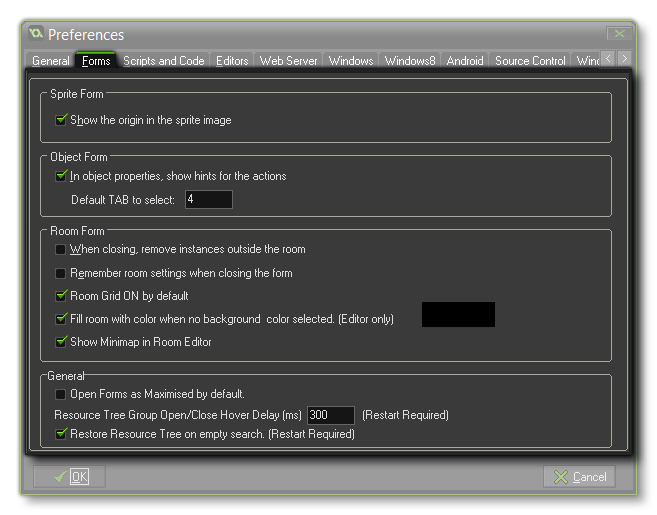 Preferences
General Forms Scripts and Code Editors Web Server Windows Windows8 Android Source Control
Sprite Form
Show the origin in the sprite image
Object Form
In object properties, show hints for the actions
Default TAB to select: 4
Room Form
When closing, remove instances outside the room
Remember room settings when closing the form
Room Grid ON by default
Fill room with color when no background color selected. (Editor only)
Show Minimap in Room Editor
General
Open Forms as Maximised by default.
Resource Tree Group Open/Close Hover Delay (ms) 300 (Restart Required)
Restore Resource Tree on empty search. (Restart Required)
OK Cancel